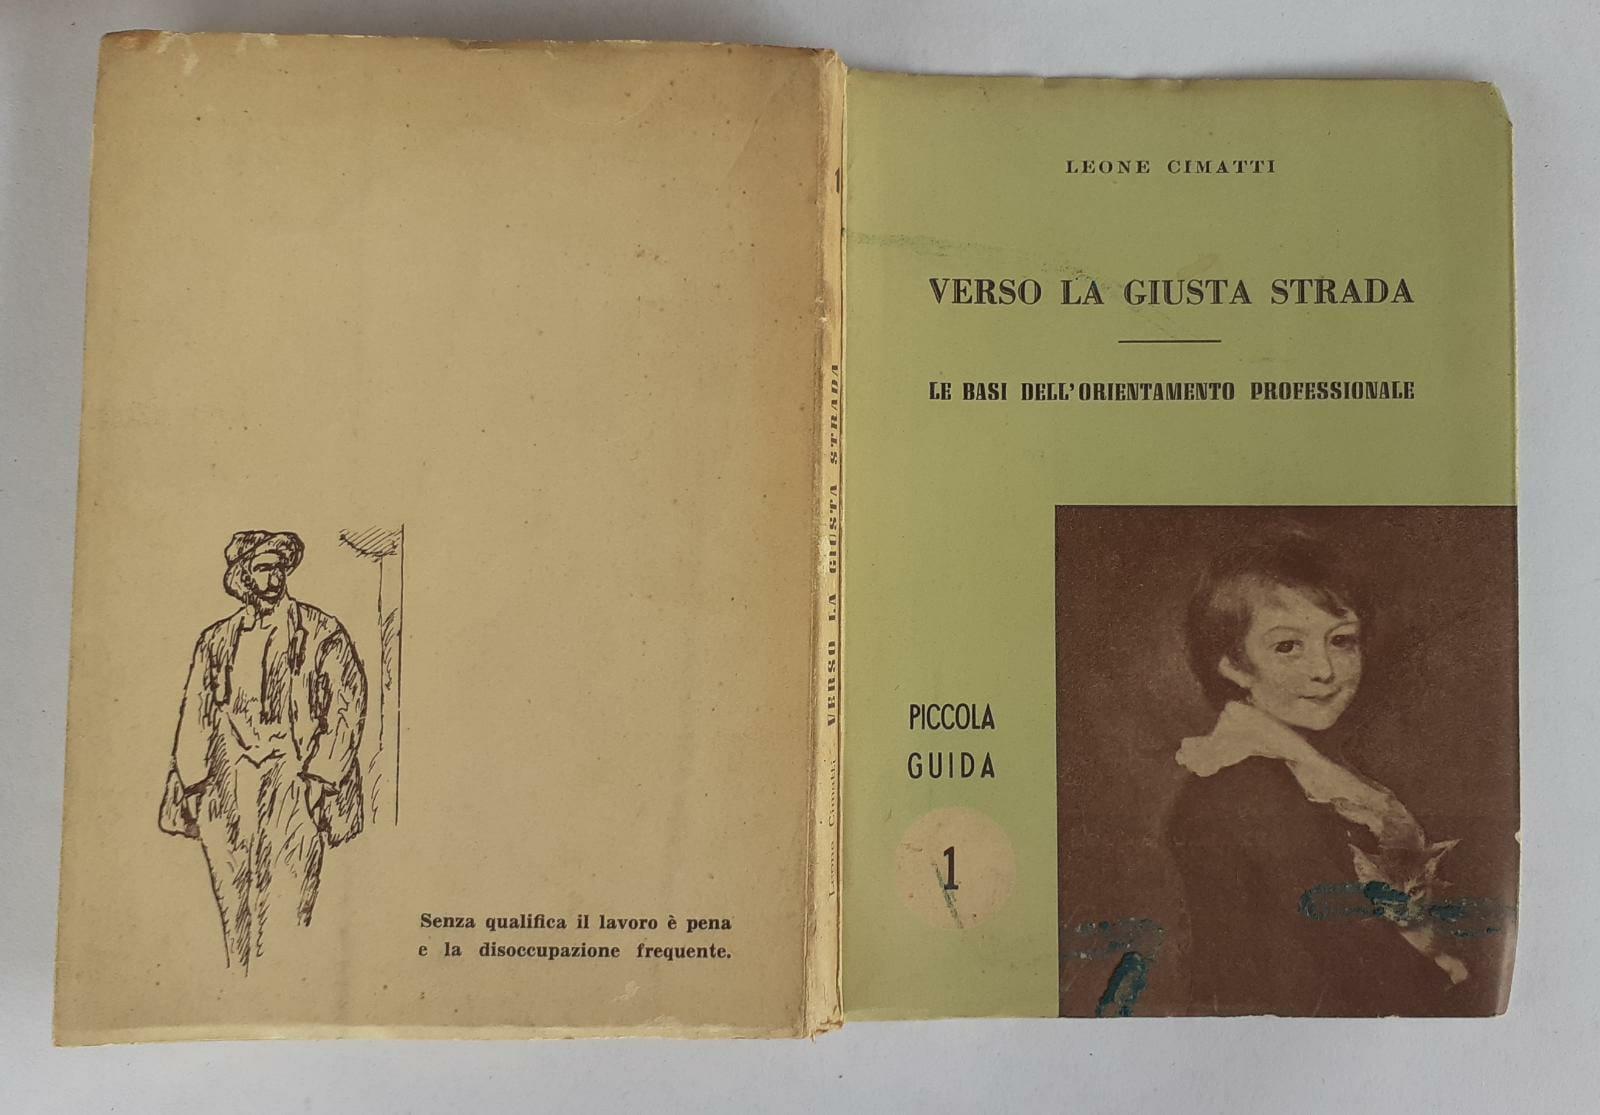 Senza qualifica il lavoro è pena
e la disoccupazione frequente.
1
VERSO LA GIUSTA STRADA
Leone Cimatti
LEONE CIMATTI
VERSO LA GIUSTA STRADA
LE BASI DELL'ORIENTAMENTO PROFESSIONALE
PICCOLA
GUIDA
1